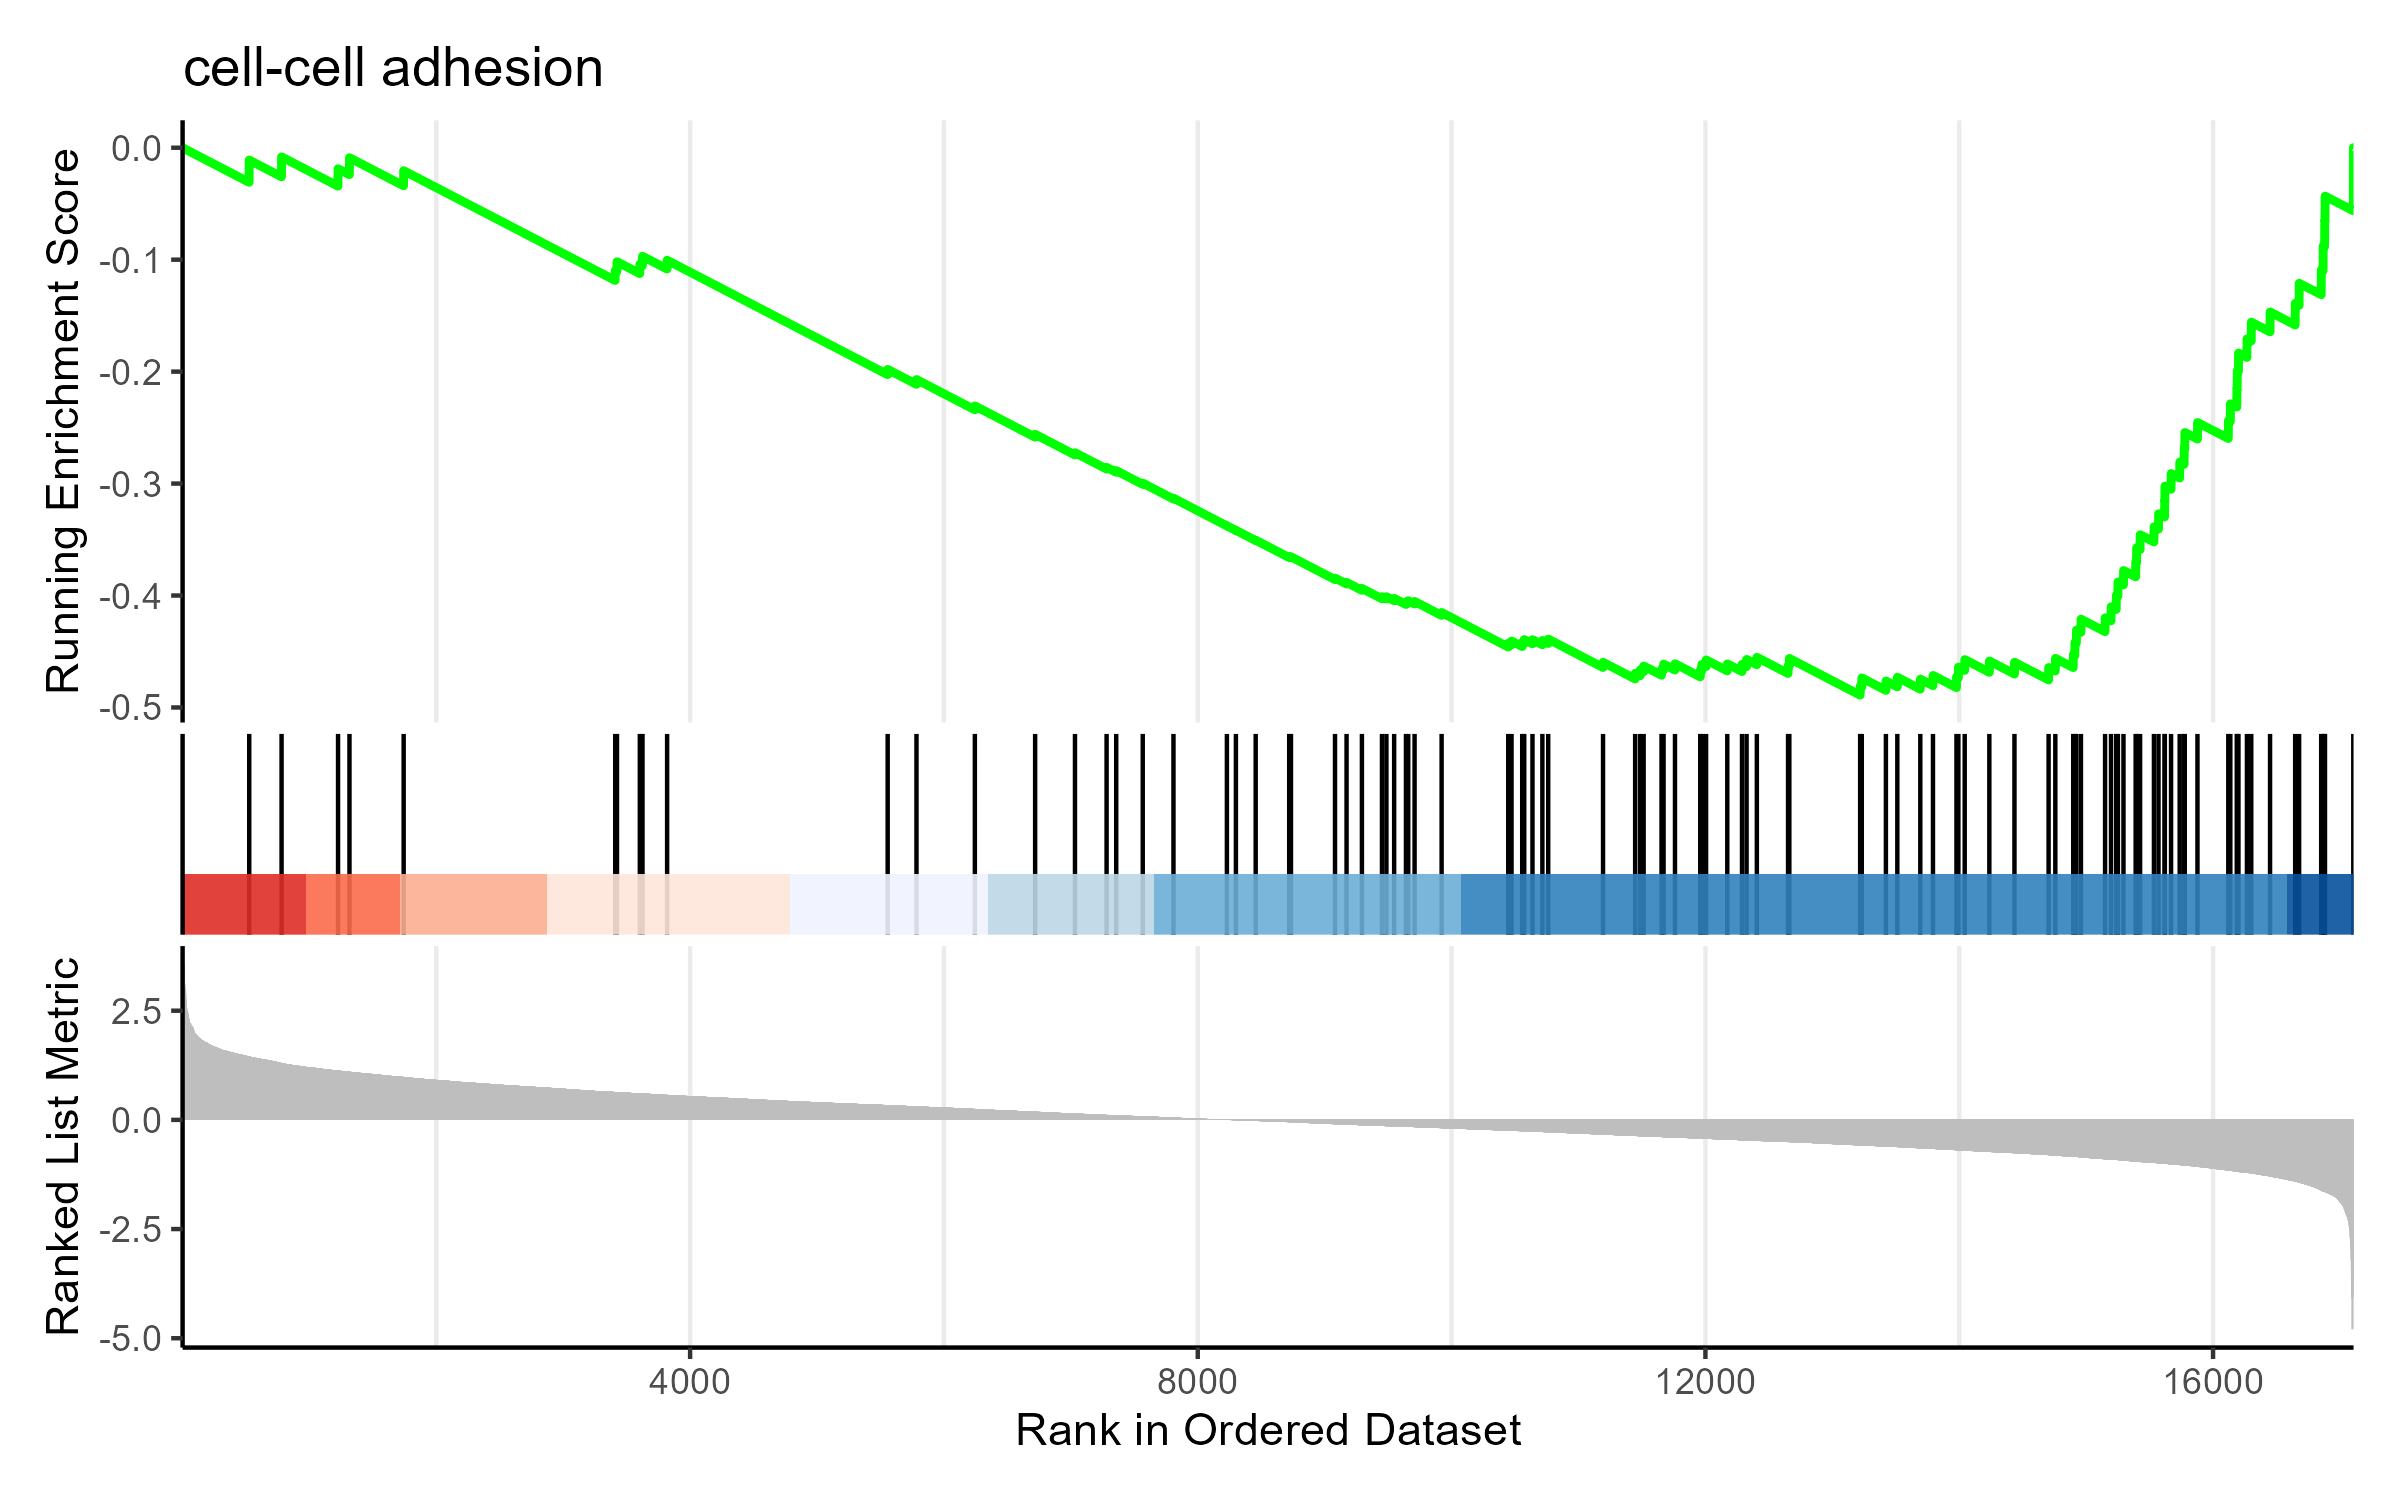 cell-cell adhesion
Running Enrichment Score
0.0
-0.1
-0.2
-0.3
-0.4
-0.5
Ranked List Metric
2.5
0.0
-2.5
-5.0
4000 8000 12000 16000
Rank in Ordered Dataset